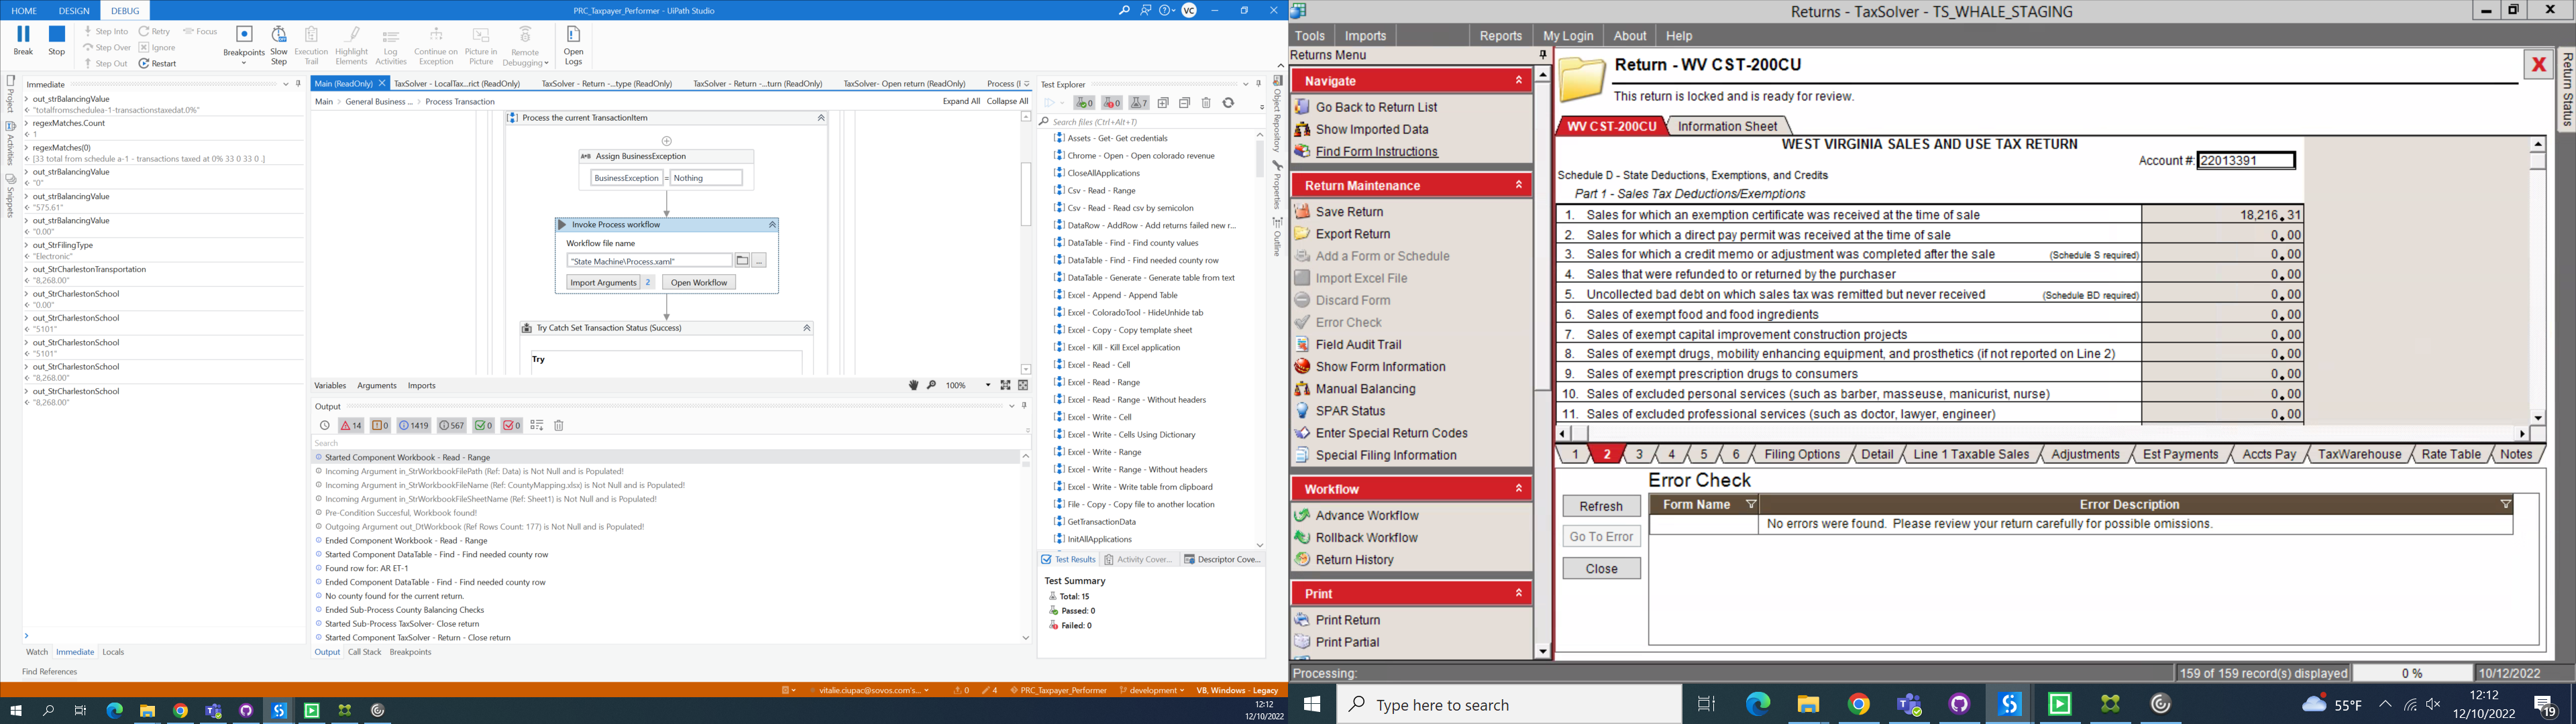 HOME DESIGN DEBUG PRC_Taxpayer_Performer - UiPath Studio VC
Break Stop Step Into Step Over Step Out Retry Ignore Restart Focus Breakpoints Slow Step Execution Trail Highlight Elements Log Activities Continue on Exception Picture in Picture Remote Debugging Open Logs
Project
Activities
Snippets
Immediate
out_strBalancingValue
"totalfromschedulea-1-transactionstaxedat.0%"
regexMatches.Count
1
regexMatches(0)
[33 total from schedule a-1 - transactions taxed at 0% 33 0 33 0 .]
out_strBalancingValue
"0"
out_strBalancingValue
"575.61"
out_strBalancingValue
"0.00"
out_StrFilingType
"Electronic"
out_StrCharlestonTransportation
"8,268.00"
out_StrCharlestonSchool
"0.00"
out_StrCharlestonSchool
"5101"
out_StrCharlestonSchool
"5101"
out_StrCharlestonSchool
"8,268.00"
out_StrCharlestonSchool
"8,268.00"
Watch Immediate Locals
Find References
Main (ReadOnly) TaxSolver - LocalTax...rict (ReadOnly) TaxSolver - Return -...type (ReadOnly) TaxSolver - Return -...turn (ReadOnly) TaxSolver- Open return (ReadOnly) Process (I
Main > General Business ... > Process Transaction Expand All Collapse All
Process the current TransactionItem
A+B Assign BusinessException
BusinessException = Nothing
Invoke Process workflow
Workflow file name
"State Machine\Process.xaml" ...
Import Arguments 2 Open Workflow
Try Catch Set Transaction Status (Success)
Try
Variables Arguments Imports 100%
Output
14 0 1419 567 0 0
Search
Started Component Workbook - Read - Range
Incoming Argument in_StrWorkbookFilePath (Ref: Data) is Not Null and is Populated!
Incoming Argument in_StrWorkbookFileName (Ref: CountyMapping.xlsx) is Not Null and is Populated!
Incoming Argument in_StrWorkbookFileSheetName (Ref: Sheet1) is Not Null and is Populated!
Pre-Condition Succesful, Workbook found!
Outgoing Argument out_DtWorkbook (Ref Rows Count: 177) is Not Null and is Populated!
Ended Component Workbook - Read - Range
Started Component DataTable - Find - Find needed county row
Found row for: AR ET-1
Ended Component DataTable - Find - Find needed county row
No county found for the current return.
Ended Sub-Process County Balancing Checks
Started Sub-Process TaxSolver- Close return
Started Component TaxSolver - Return - Close return
Output Call Stack Breakpoints
Test Explorer
0 0 7
Search files (Ctrl+Alt+T)
Assets - Get- Get credentials
Chrome - Open - Open colorado revenue
CloseAllApplications
Csv - Read - Range
Csv - Read - Read csv by semicolon
DataRow - AddRow - Add returns failed new r...
DataTable - Find - Find county values
DataTable - Find - Find needed county row
DataTable - Generate - Generate table from text
Excel - Append - Append Table
Excel - ColoradoTool - HideUnhide tab
Excel - Copy - Copy template sheet
Excel - Kill - Kill Excel application
Excel - Read - Cell
Excel - Read - Range
Excel - Read - Range - Without headers
Excel - Write - Cell
Excel - Write - Cells Using Dictionary
Excel - Write - Range
Excel - Write - Range - Without headers
Excel - Write - Write table from clipboard
File - Copy - Copy file to another location
GetTransactionData
InitAllApplications
Test Results Activity Cover... Descriptor Cove...
Test Summary
Total: 15
Passed: 0
Failed: 0
Object Repository
Properties
Outline
vitalie.ciupac@sovos.com's... 0 4 PRC_Taxpayer_Performer development VB, Windows - Legacy
12:12
12/10/2022
Returns - TaxSolver - TS_WHALE_STAGING
Tools Imports Reports My Login About Help
Returns Menu
Navigate
Go Back to Return List
Show Imported Data
Find Form Instructions
Return Maintenance
Save Return
Export Return
Add a Form or Schedule
Import Excel File
Discard Form
Error Check
Field Audit Trail
Show Form Information
Manual Balancing
SPAR Status
Enter Special Return Codes
Special Filing Information
Workflow
Advance Workflow
Rollback Workflow
Return History
Print
Print Return
Print Partial
Return - WV CST-200CU
This return is locked and is ready for review.
Return Status
WV CST-200CU Information Sheet
WEST VIRGINIA SALES AND USE TAX RETURN
Account #: 22013391
Schedule D - State Deductions, Exemptions, and Credits
Part 1 - Sales Tax Deductions/Exemptions
1. Sales for which an exemption certificate was received at the time of sale 18,216.31
2. Sales for which a direct pay permit was received at the time of sale 0.00
3. Sales for which a credit memo or adjustment was completed after the sale (Schedule S required) 0.00
4. Sales that were refunded to or returned by the purchaser 0.00
5. Uncollected bad debt on which sales tax was remitted but never received (Schedule BD required) 0.00
6. Sales of exempt food and food ingredients 0.00
7. Sales of exempt capital improvement construction projects 0.00
8. Sales of exempt drugs, mobility enhancing equipment, and prosthetics (if not reported on Line 2) 0.00
9. Sales of exempt prescription drugs to consumers 0.00
10. Sales of excluded personal services (such as barber, masseuse, manicurist, nurse) 0.00
11. Sales of excluded professional services (such as doctor, lawyer, engineer) 0.00
1 2 3 4 5 6 Filing Options Detail Line 1 Taxable Sales Adjustments Est Payments Accts Pay TaxWarehouse Rate Table Notes
Error Check
Refresh
Go To Error
Close
Form Name Error Description
No errors were found. Please review your return carefully for possible omissions.
Processing: 159 of 159 record(s) displayed 0 % 10/12/2022
Type here to search 55°F 12:12
12/10/2022 19